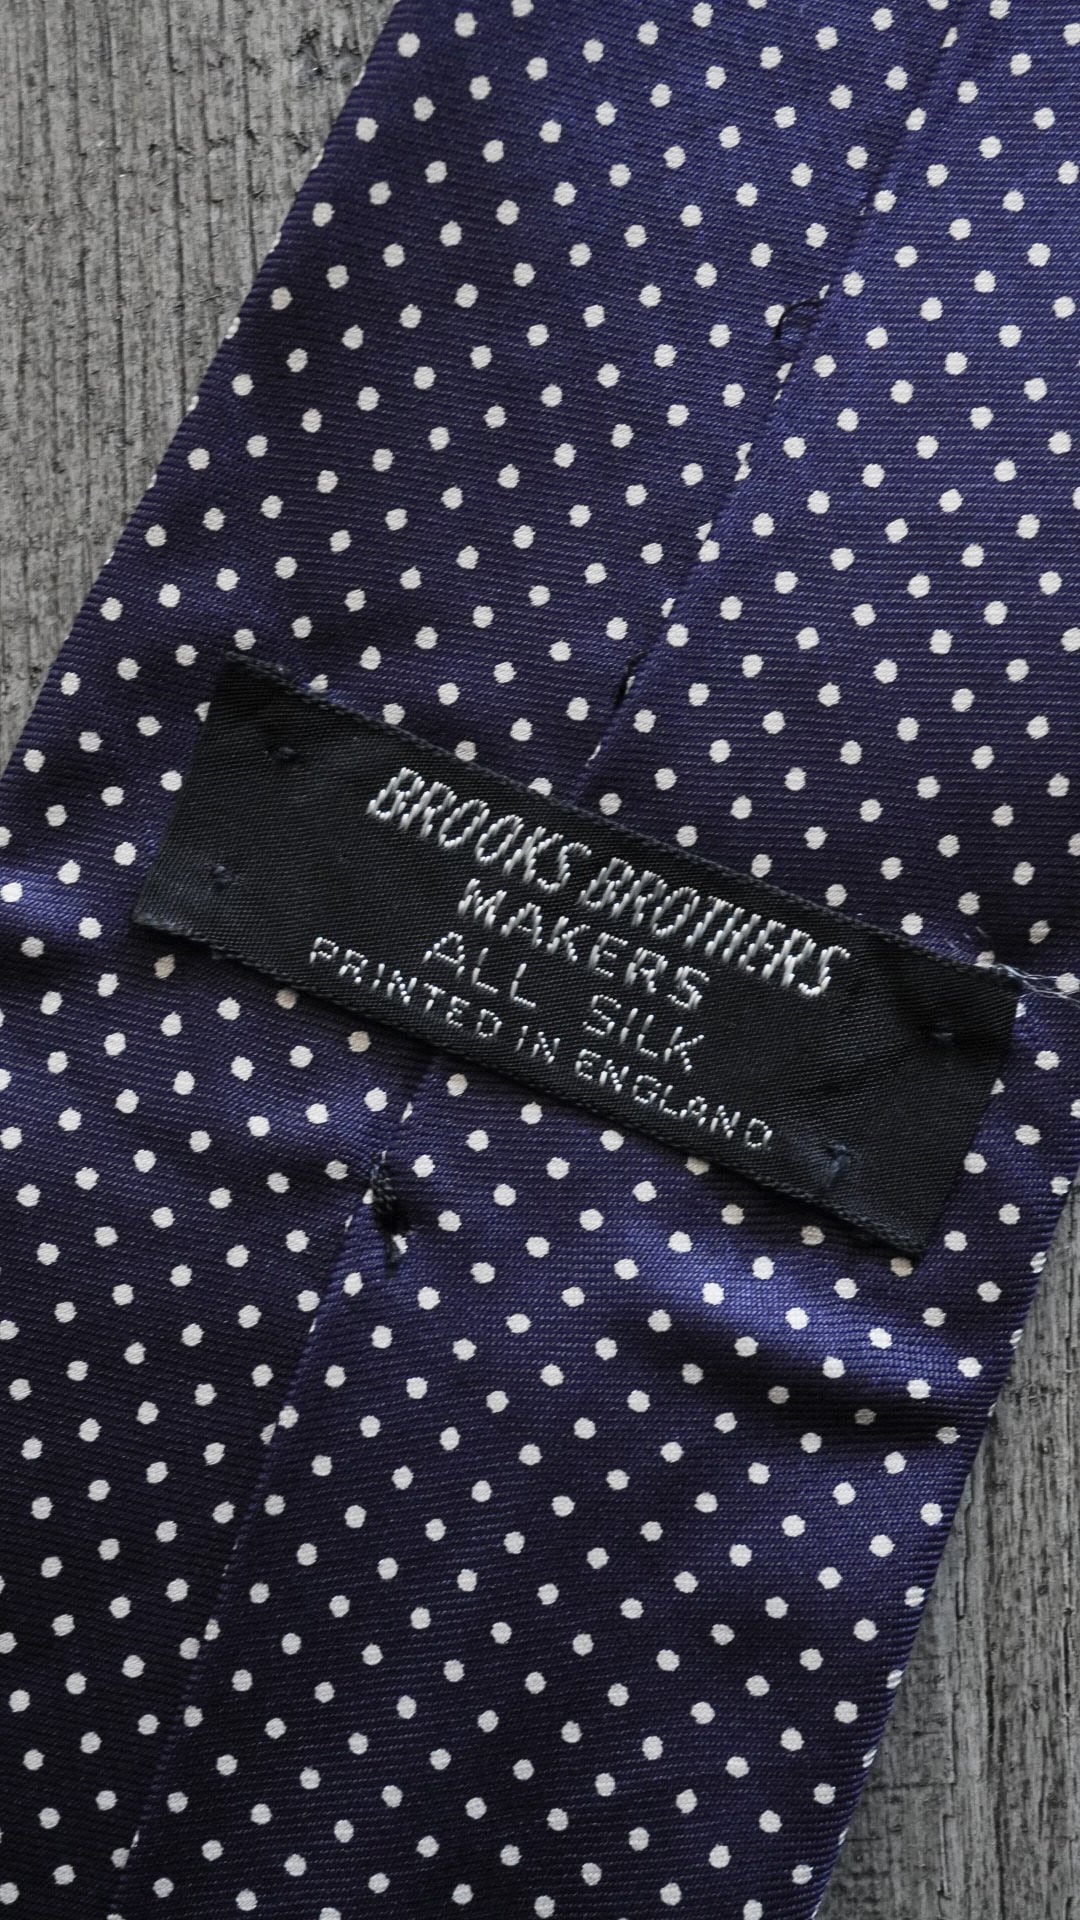 BROOKS BROTHERS
MAKERS
ALL SILK
PRINTED IN ENGLAND